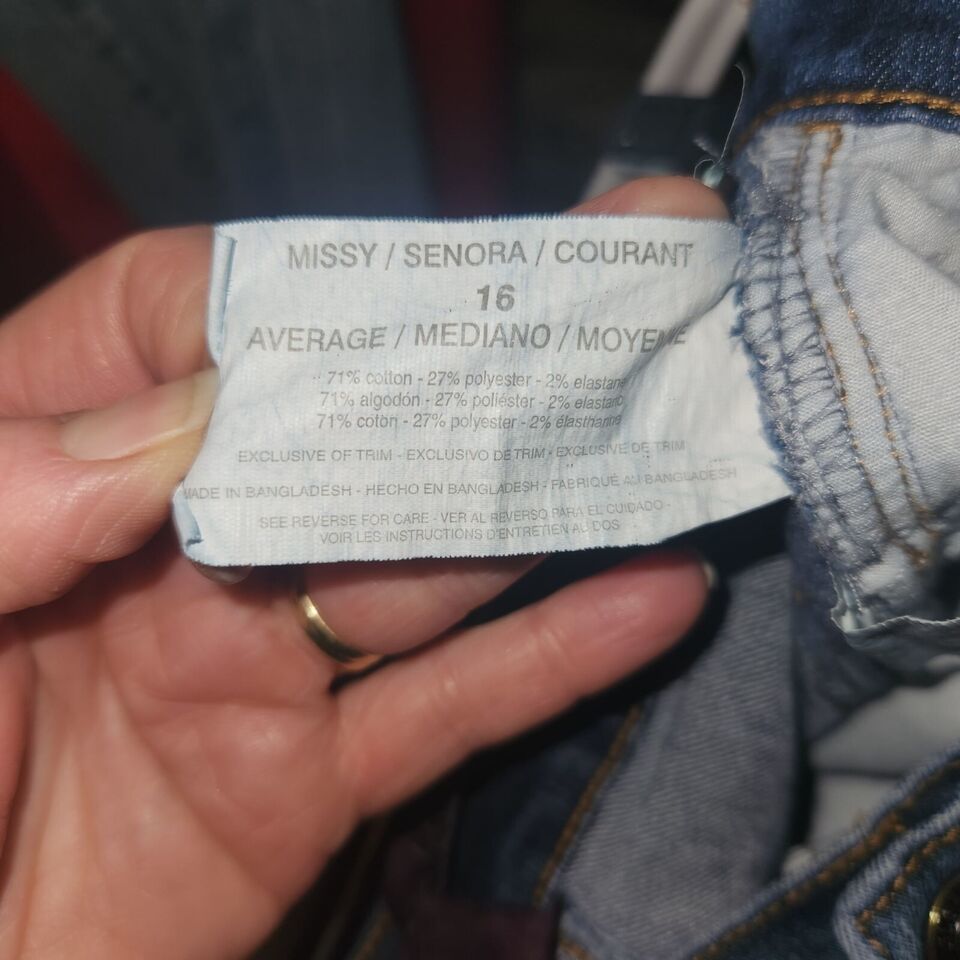 MISSY / SENORA / COURANT
16
AVERAGE / MEDIANO / MOYENNE
71% cotton - 27% polyester - 2% elastane
71% algodón - 27% poliéster - 2% elastano
71% coton - 27% polyester - 2% élasthanne
EXCLUSIVE OF TRIM - EXCLUSIVO DE TRIM - EXCLUSIVE DE TRIM
MADE IN BANGLADESH - HECHO EN BANGLADESH - FABRIQUÉ AU BANGLADESH
SEE REVERSE FOR CARE - VER AL REVERSO PARA EL CUIDADO -
VOIR LES INSTRUCTIONS D'ENTRETIEN AU DOS